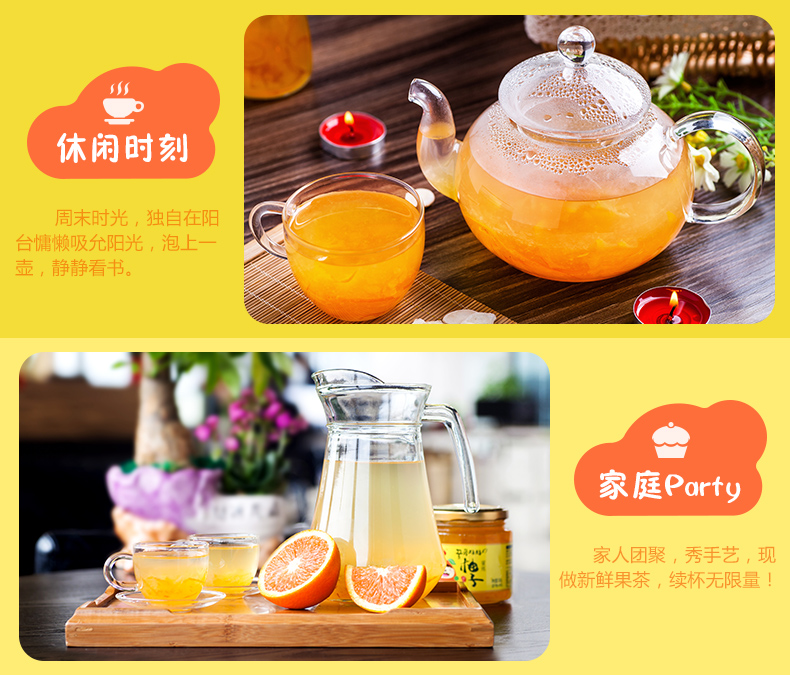 休闲时刻
周末时光，独自在阳
台慵懒吸允阳光，泡上一
壶，静静看书。
家庭Party
家人团聚，秀手艺，现
做新鲜果茶，续杯无限量！
柚子